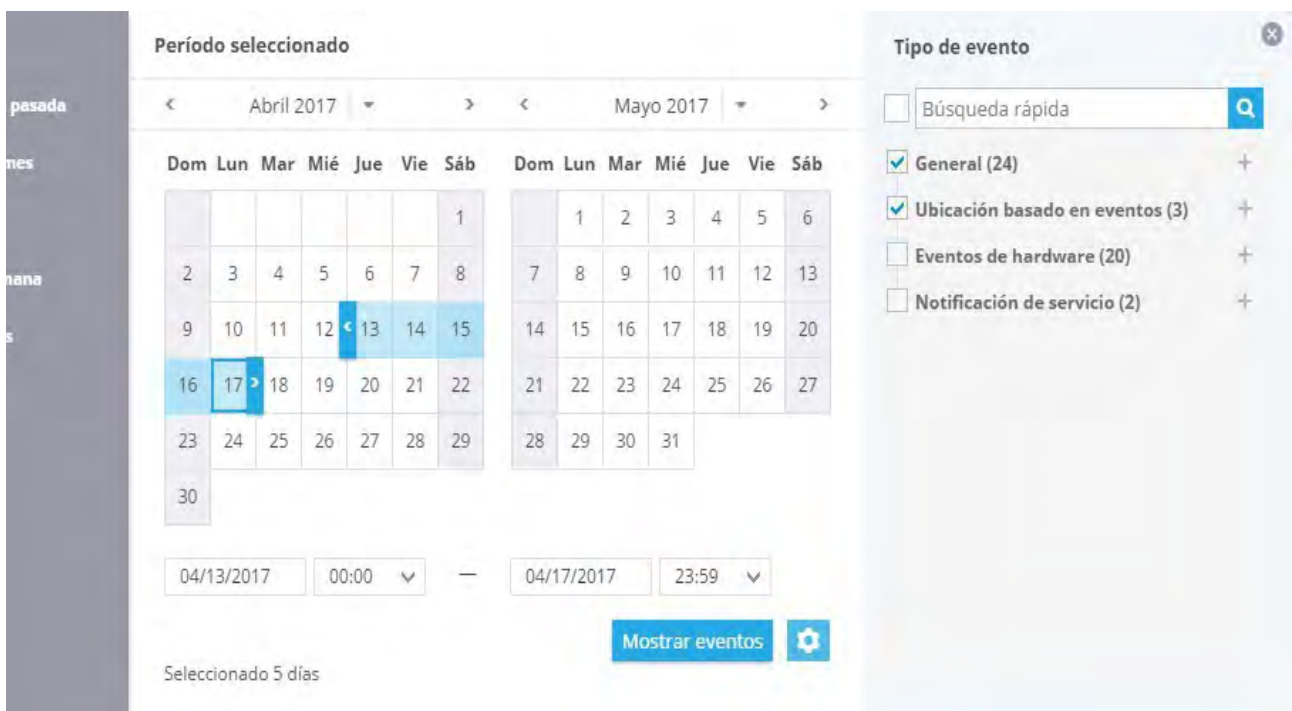 pasada
mes
mana
s
Período seleccionado
Abril 2017
Dom Lun Mar Mié Jue Vie Sáb
1
2 3 4 5 6 7 8
9 10 11 12 13 14 15
16 17 18 19 20 21 22
23 24 25 26 27 28 29
30
Mayo 2017
Dom Lun Mar Mié Jue Vie Sáb
1 2 3 4 5 6
7 8 9 10 11 12 13
14 15 16 17 18 19 20
21 22 23 24 25 26 27
28 29 30 31
04/13/2017 00:00 — 04/17/2017 23:59
Mostrar eventos
Seleccionado 5 días
Tipo de evento
Búsqueda rápida
General (24)
Ubicación basado en eventos (3)
Eventos de hardware (20)
Notificación de servicio (2)